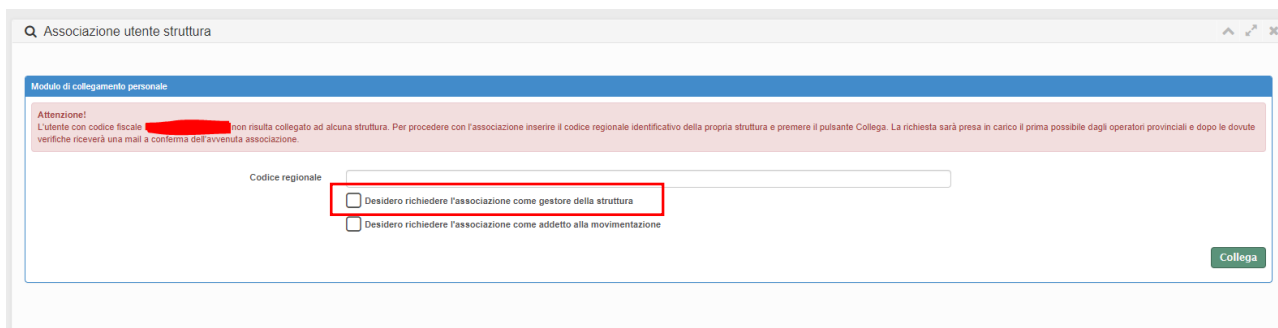 Associazione utente struttura
Modulo di collegamento personale
Attenzione!
L'utente con codice fiscale non risulta collegato ad alcuna struttura. Per procedere con l'associazione inserire il codice regionale identificativo della propria struttura e premere il pulsante Collega. La richiesta sarà presa in carico il prima possibile dagli operatori provinciali e dopo le dovute
verifiche riceverà una mail a conferma dell'avvenuta associazione.
Codice regionale
Desidero richiedere l'associazione come gestore della struttura
Desidero richiedere l'associazione come addetto alla movimentazione
Collega